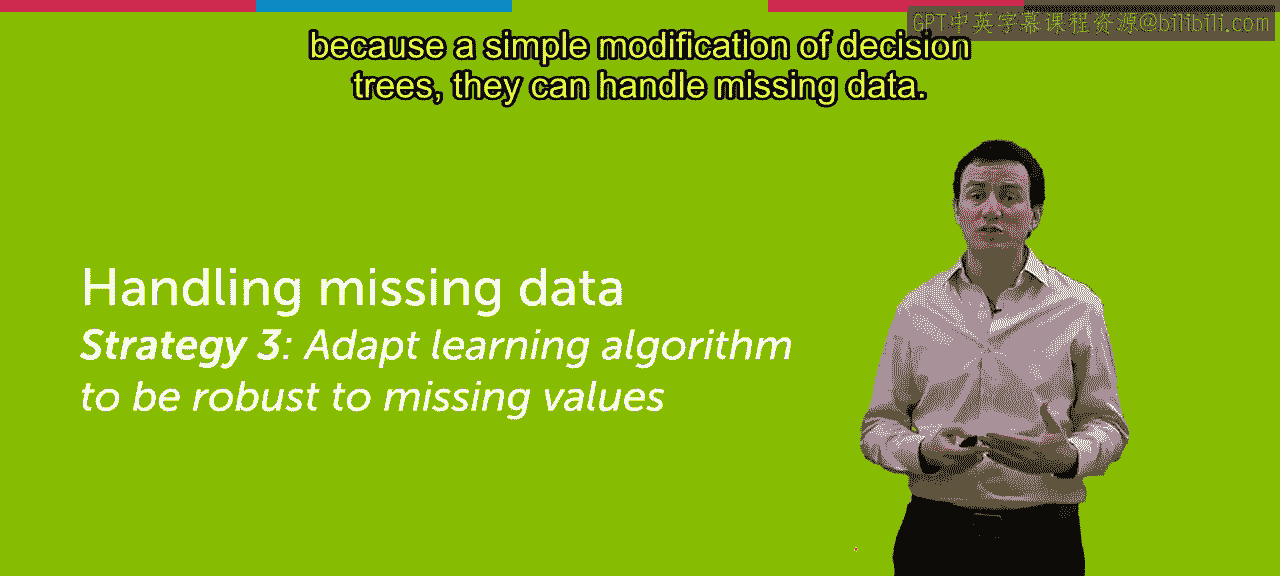 GPT中英字幕课程资源@bilibili.com
because a simple modification of decision
trees, they can handle missing data.
Handling missing data
Strategy 3: Adapt learning algorithm
to be robust to missing values